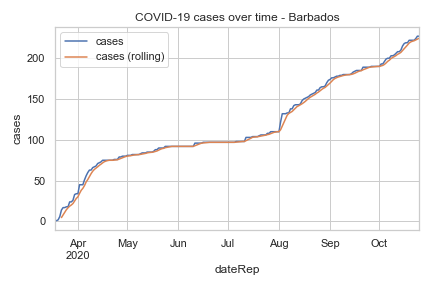 COVID-19 cases over time - Barbados
cases
cases (rolling)
cases
200
150
100
50
0
Apr
2020
May
Jun
Jul
Aug
Sep
Oct
dateRep